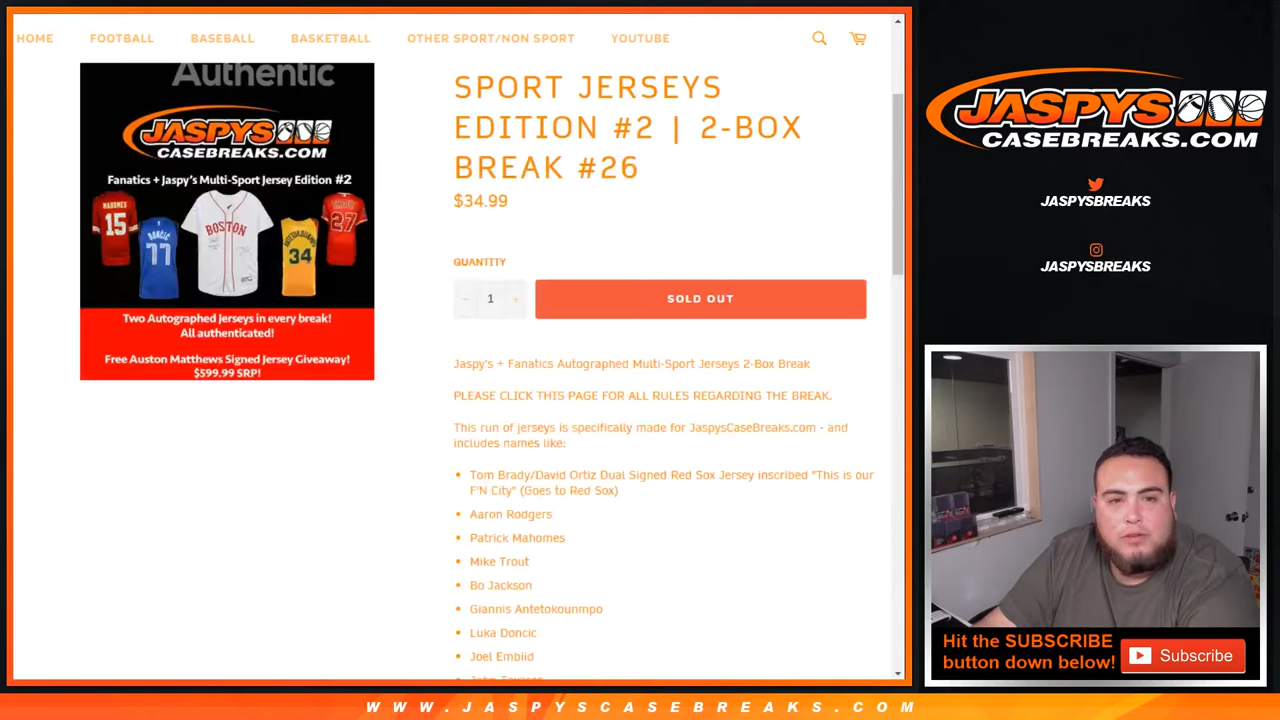 HOME FOOTBALL BASEBALL BASKETBALL OTHER SPORT/NON SPORT YOUTUBE
Authentic
JASPYS
CASEBREAKS.COM
Fanatics + Jaspy's Multi-Sport Jersey Edition #2
MAHOMES
15
DONČIĆ
77
BOSTON
34
27
Two Autographed Jerseys in every break!
All authenticated!
Free Auston Matthews Signed Jersey Giveaway!
$599.99 SRP!
SPORT JERSEYS
EDITION #2 | 2-BOX
BREAK #26
$34.99
QUANTITY
− 1 +
SOLD OUT
Jaspy's + Fanatics Autographed Multi-Sport Jerseys 2-Box Break
PLEASE CLICK THIS PAGE FOR ALL RULES REGARDING THE BREAK.
This run of jerseys is specifically made for JaspysCaseBreaks.com - and
includes names like:
Tom Brady/David Ortiz Dual Signed Red Sox Jersey inscribed "This is our
F'N City" (Goes to Red Sox)
Aaron Rodgers
Patrick Mahomes
Mike Trout
Bo Jackson
Giannis Antetokounmpo
Luka Doncic
Joel Embiid
JASPYS
CASEBREAKS.COM
JASPYSBREAKS
JASPYSBREAKS
Hit the SUBSCRIBE
button down below!
Subscribe
WWW.JASPYSCASEBREAKS.COM